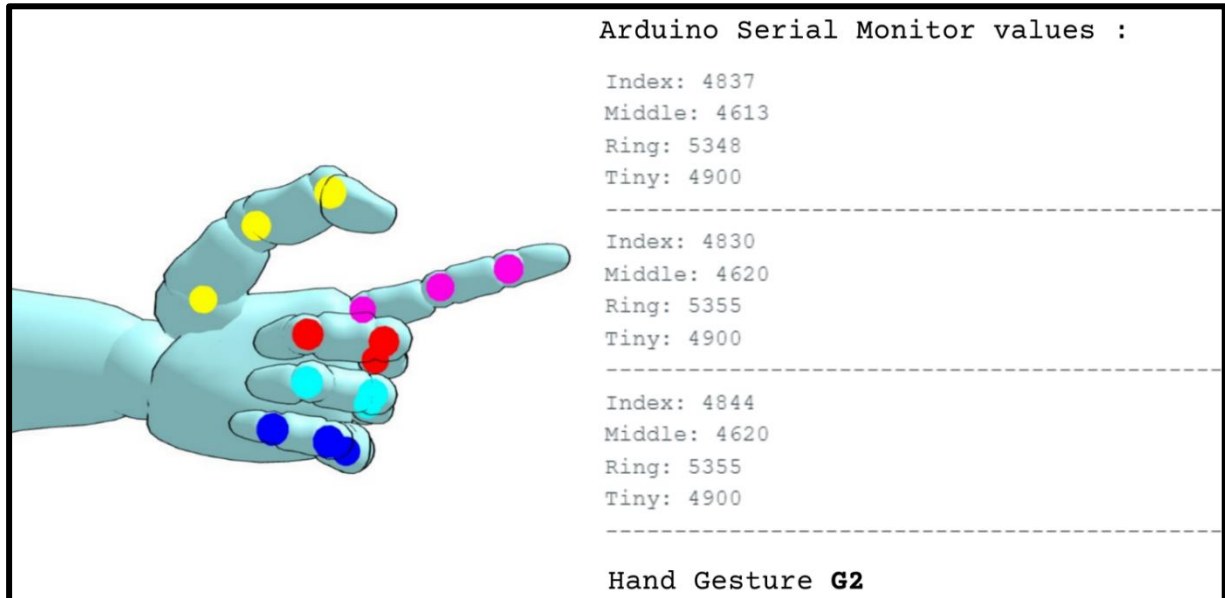 Arduino Serial Monitor values :
Index: 4837
Middle: 4613
Ring: 5348
Tiny: 4900
------------------------------------------------
Index: 4830
Middle: 4620
Ring: 5355
Tiny: 4900
------------------------------------------------
Index: 4844
Middle: 4620
Ring: 5355
Tiny: 4900
------------------------------------------------
Hand Gesture G2